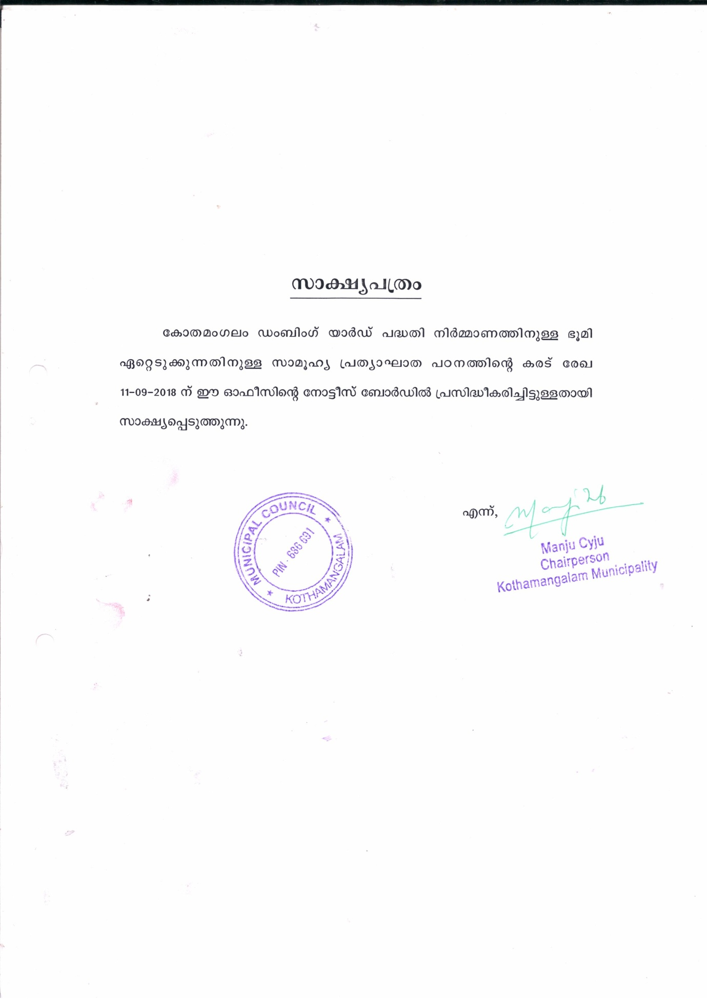 സാക്ഷ്യപത്രം
കോതമംഗലം ഡംബിംഗ് യാർഡ് പദ്ധതി നിർമ്മാണത്തിനുള്ള ഭൂമി
ഏറ്റെടുക്കുന്നതിനുള്ള സാമൂഹ്യ പ്രത്യാഘാത പഠനത്തിന്റെ കരട് രേഖ
11-09-2018 ന് ഈ ഓഫീസിന്റെ നോട്ടീസ് ബോർഡിൽ പ്രസിദ്ധീകരിച്ചിട്ടുള്ളതായി
സാക്ഷ്യപ്പെടുത്തുന്നു.
MUNICIPAL COUNCIL
PIN - 686 691
KOTHAMANGALAM
എന്ന്,
Manju Cyju
Chairperson
Kothamangalam Municipality